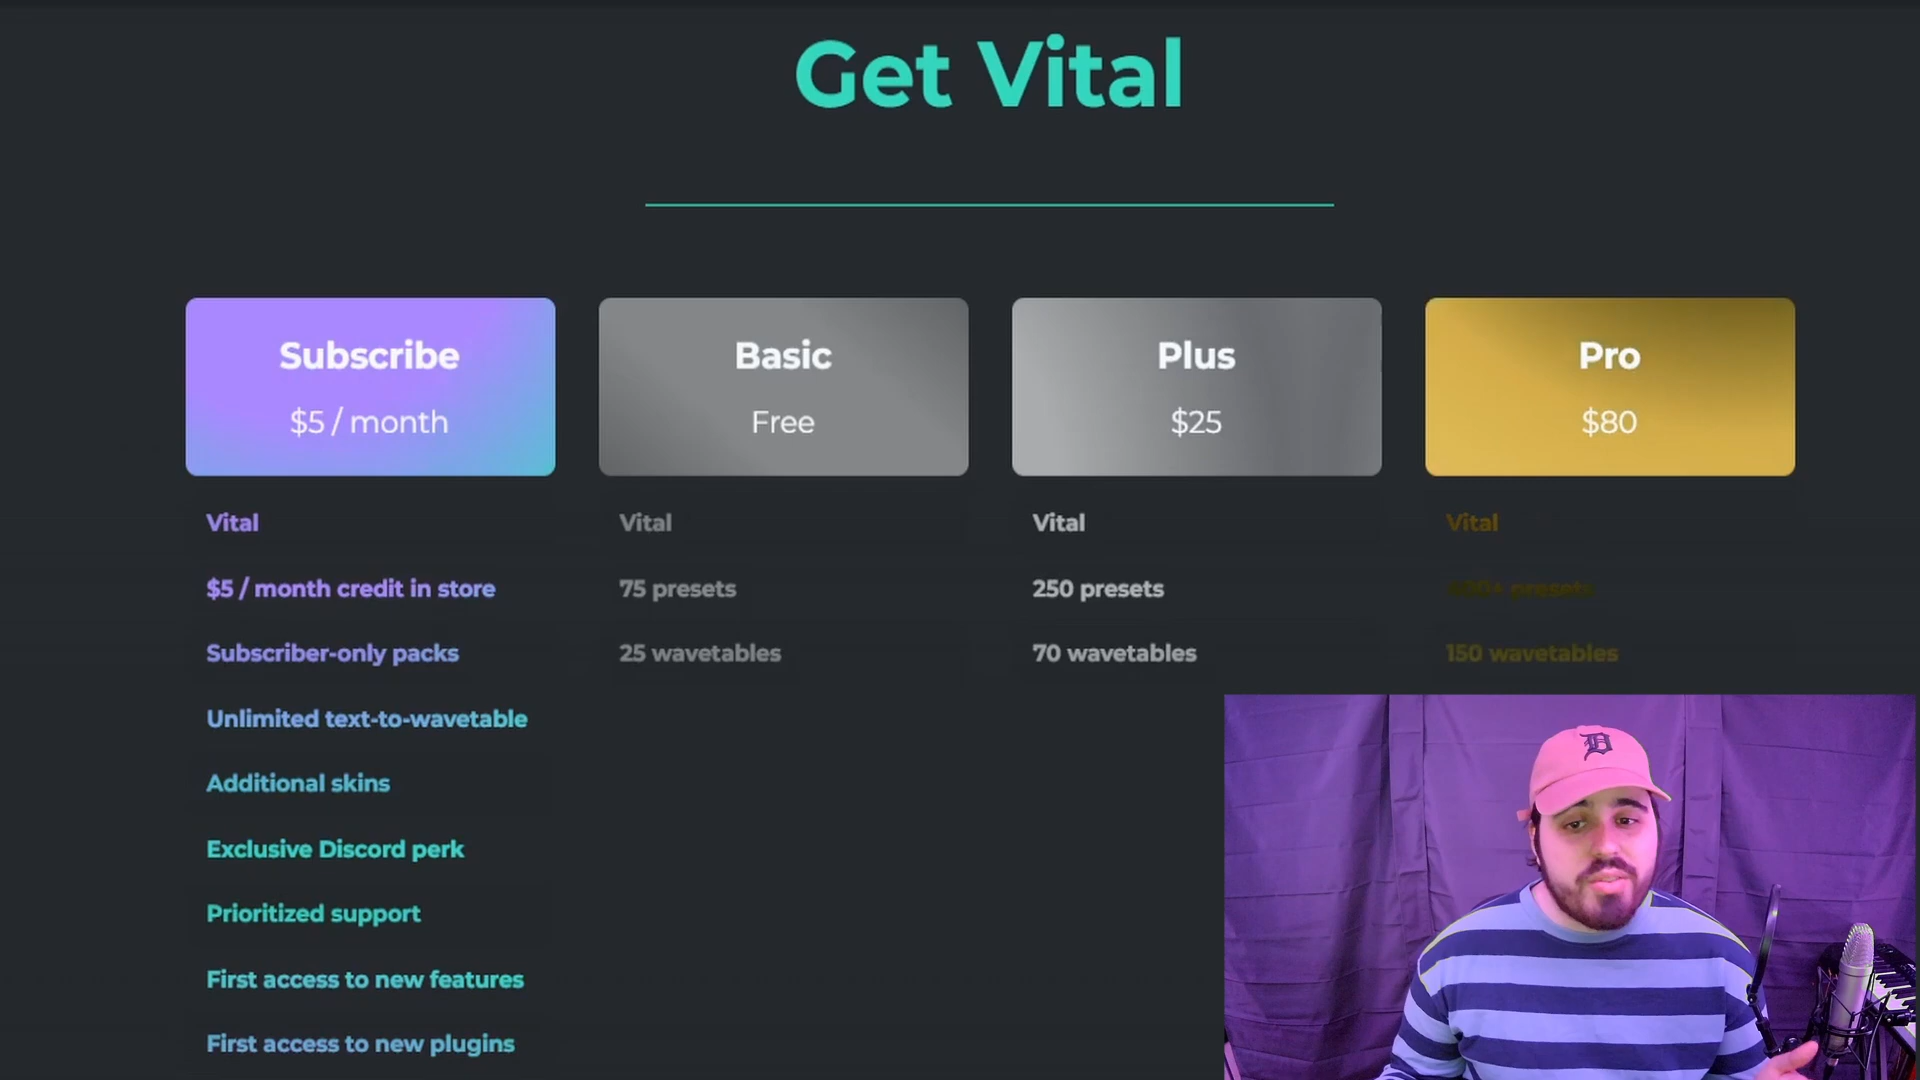 Get Vital
Subscribe
$5 / month
Vital
$5 / month credit in store
Subscriber-only packs
Unlimited text-to-wavetable
Additional skins
Exclusive Discord perk
Prioritized support
First access to new features
First access to new plugins
Basic
Free
Vital
75 presets
25 wavetables
Plus
$25
Vital
250 presets
70 wavetables
Pro
$80
Vital
presets
150 wavetables
D